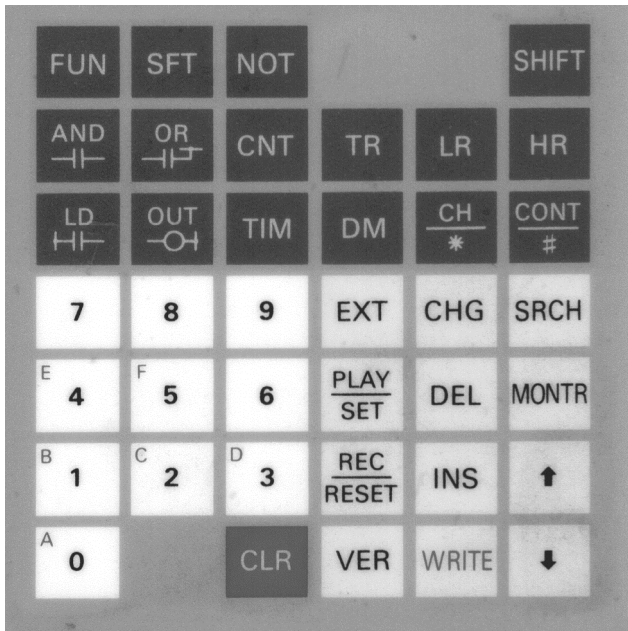 FUN SFT NOT SHIFT
AND OR CNT TR LR HR
LD OUT TIM DM CH * CONT #
7 8 9 EXT CHG SRCH
E 4 F 5 6 PLAY SET DEL MONTR
B 1 C 2 D 3 REC RESET INS ↑
A 0 CLR VER WRITE ↓